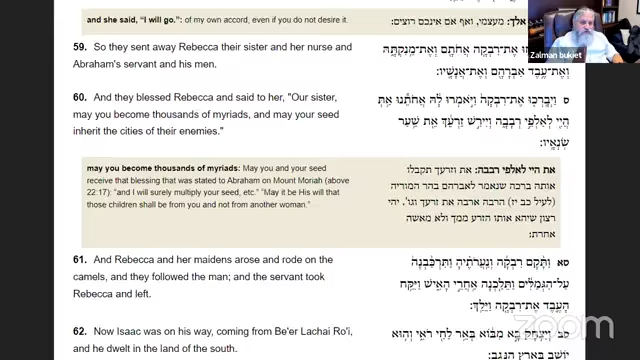 and she said, “I will go.”: of my own accord, even if you do not desire it.
אלך: מעצמי, ואף אם אינכם רוצים:
59. So they sent away Rebecca their sister and her nurse and
Abraham's servant and his men.
אֶת־רִבְקָ֥ה אֲחֹתָ֖ם וְאֶת־מֵנִקְתָּ֑הּ
וְאֶת־עֶ֥בֶד אַבְרָהָ֖ם וְאֶת־אֲנָשָֽׁיו:
60. And they blessed Rebecca and said to her, "Our sister,
may you become thousands of myriads, and may your seed
inherit the cities of their enemies."
ס וַיְבָֽרְכ֤וּ אֶת־רִבְקָה֙ וַיֹּ֣אמְרוּ לָ֔הּ אֲחֹתֵ֕נוּ אַ֥תְּ
הֲיִ֖י לְאַלְפֵ֣י רְבָבָ֑ה וְיִירַ֣שׁ זַרְעֵ֔ךְ אֵ֖ת שַׁ֥עַר
שֹֽׂנְאָֽיו:
may you become thousands of myriads: May you and your seed
receive that blessing that was stated to Abraham on Mount Moriah (above
22:17): “and I will surely multiply your seed, etc.” “May it be His will that
those children shall be from you and not from another woman.”
את היי לאלפי רבבה: את וזרעך תקבלו
אותה ברכה שנאמר לאברהם בהר המוריה
(לעיל כב יז) הרבה ארבה את זרעך וגו'. יהי
רצון שיהא אותו הזרע ממך ולא מאשה
אחרת:
61. And Rebecca and her maidens arose and rode on the
camels, and they followed the man; and the servant took
Rebecca and left.
סא וַתָּ֨קָם רִבְקָ֜ה וְנַֽעֲרֹתֶ֗יהָ וַתִּרְכַּ֨בְנָה֙
עַל־הַגְּמַלִּ֔ים וַתֵּלַ֖כְנָה אַֽחֲרֵ֣י הָאִ֑ישׁ וַיִּקַּ֥ח
הָעֶ֛בֶד אֶת־רִבְקָ֖ה וַיֵּלַֽךְ:
62. Now Isaac was on his way, coming from Be'er Lachai Ro'i,
and he dwelt in the land of the south.
סב וְיִצְחָק֙ בָּ֣א מִבּ֔וֹא בְּאֵ֥ר לַחַ֖י רֹאִ֑י וְה֥וּא
יוֹשֵׁ֖ב בְּאֶ֥רֶץ הַנֶּֽגֶב:
Zalman bukiet
zoom